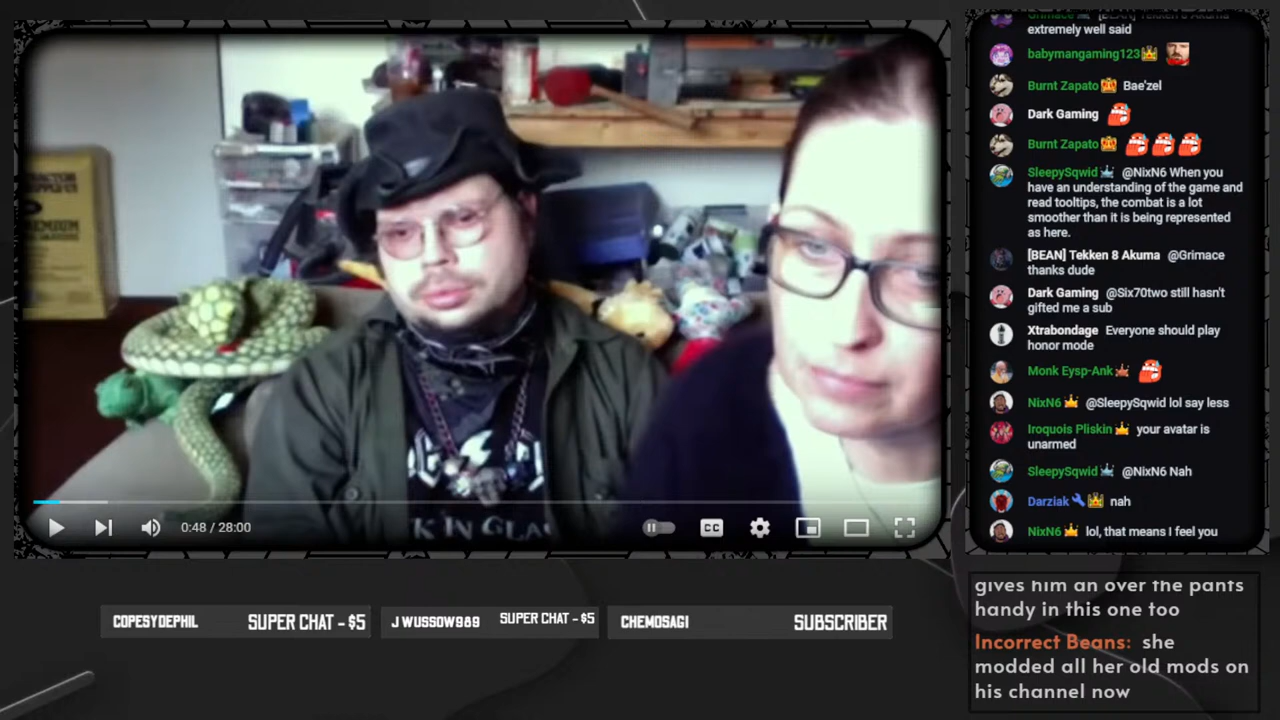 PREMIUM
0:48 / 28:00
CC
COPESYDEPHIL SUPER CHAT - $5
J WUSSOW989 SUPER CHAT - $5
CHEMOSAGI SUBSCRIBER
Grimace [BEAN] Tekken 8 Akuma
extremely well said
babymangaming123
Burnt Zapato Bae'zel
Dark Gaming
Burnt Zapato
SleepySqwid @NixN6 When you
have an understanding of the game and
read tooltips, the combat is a lot
smoother than it is being represented
as here.
[BEAN] Tekken 8 Akuma @Grimace
thanks dude
Dark Gaming @Six70two still hasn't
gifted me a sub
Xtrabondage Everyone should play
honor mode
Monk Eysp-Ank
NixN6 @SleepySqwid lol say less
Iroquois Pliskin your avatar is
unarmed
SleepySqwid @NixN6 Nah
Darziak nah
NixN6 lol, that means I feel you
gives him an over the pants
handy in this one too
Incorrect Beans: she
modded all her old mods on
his channel now